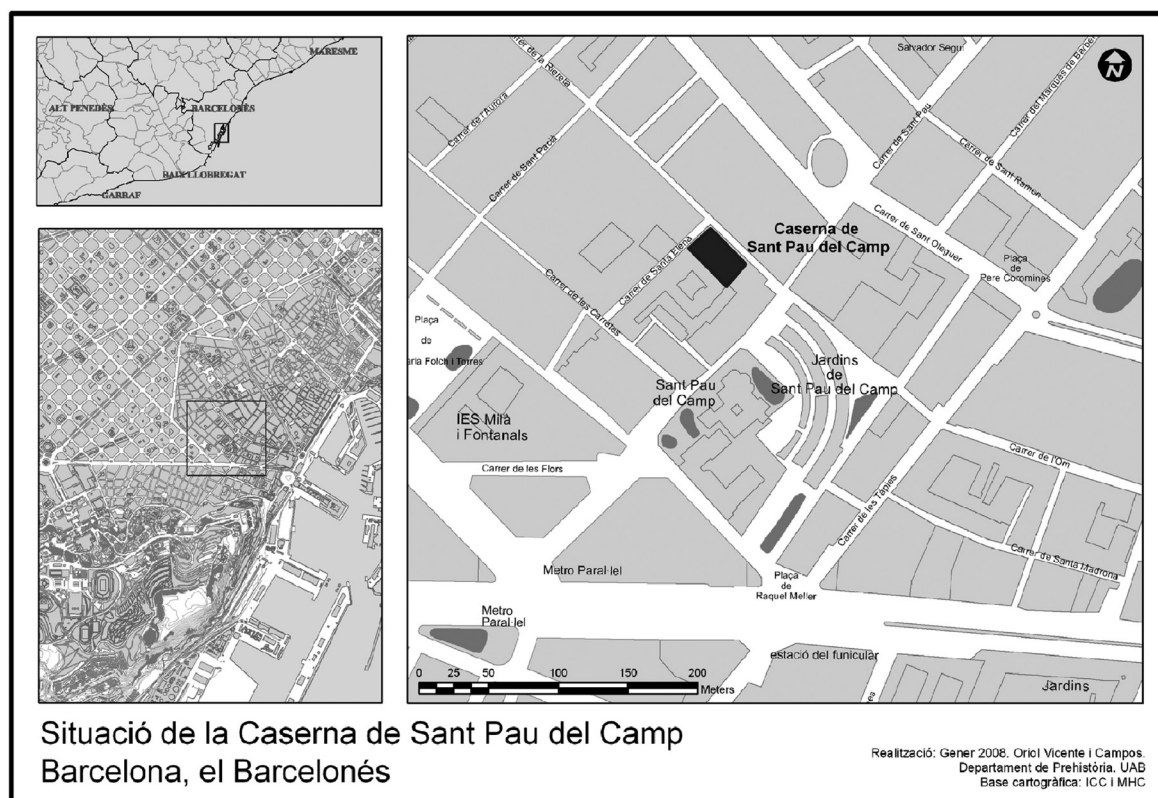 MARESME
ALT PENEDÈS
BARCELONÈS
BAIX LLOBREGAT
GARRAF
N
Salvador Seguí
Carrer de la Riereta
Carrer de l'Aurora
Carrer de Sant Pacià
Carrer de Sant Pau
Carrer del Marquès de Barberà
Carrer de Sant Ramon
Carrer de Sant Oleguer
Caserna de
Sant Pau del Camp
Plaça
de
Pere Coromines
Carrer de Santa Elena
Carrer de les Carretes
Plaça
de
aria Folch i Torres
Jardins
de
Sant Pau del Camp
Sant Pau
del Camp
IES Milà
i Fontanals
Carrer de les Flors
Carrer de l'Om
Carrer de les Tàpies
Carrer de Santa Madrona
Metro Paral·lel
Plaça
de
Raquel Meller
Metro
Paral·lel
estació del funicular
Jardins
0 25 50 100 150 200
Meters
Situació de la Caserna de Sant Pau del Camp
Barcelona, el Barcelonés
Realització: Gener 2008. Oriol Vicente i Campos.
Departament de Prehistòria. UAB
Base cartogràfica: ICC i MHC